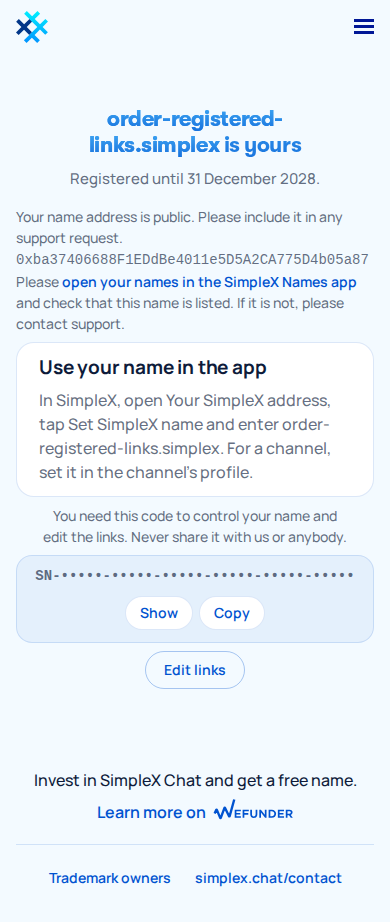 order-registered-
links.simplex is yours
Registered until 31 December 2028.
Your name address is public. Please include it in any
support request.
0xba37406688F1EDdBe4011e5D5A2CA775D4b05a87
Please open your names in the SimpleX Names app
and check that this name is listed. If it is not, please
contact support.
Use your name in the app
In SimpleX, open Your SimpleX address,
tap Set SimpleX name and enter order-
registered-links.simplex. For a channel,
set it in the channel's profile.
You need this code to control your name and
edit the links. Never share it with us or anybody.
SN-•••••-•••••-•••••-•••••-•••••-•••••
Show Copy
Edit links
Invest in SimpleX Chat and get a free name.
Learn more on WEFUNDER
Trademark owners simplex.chat/contact